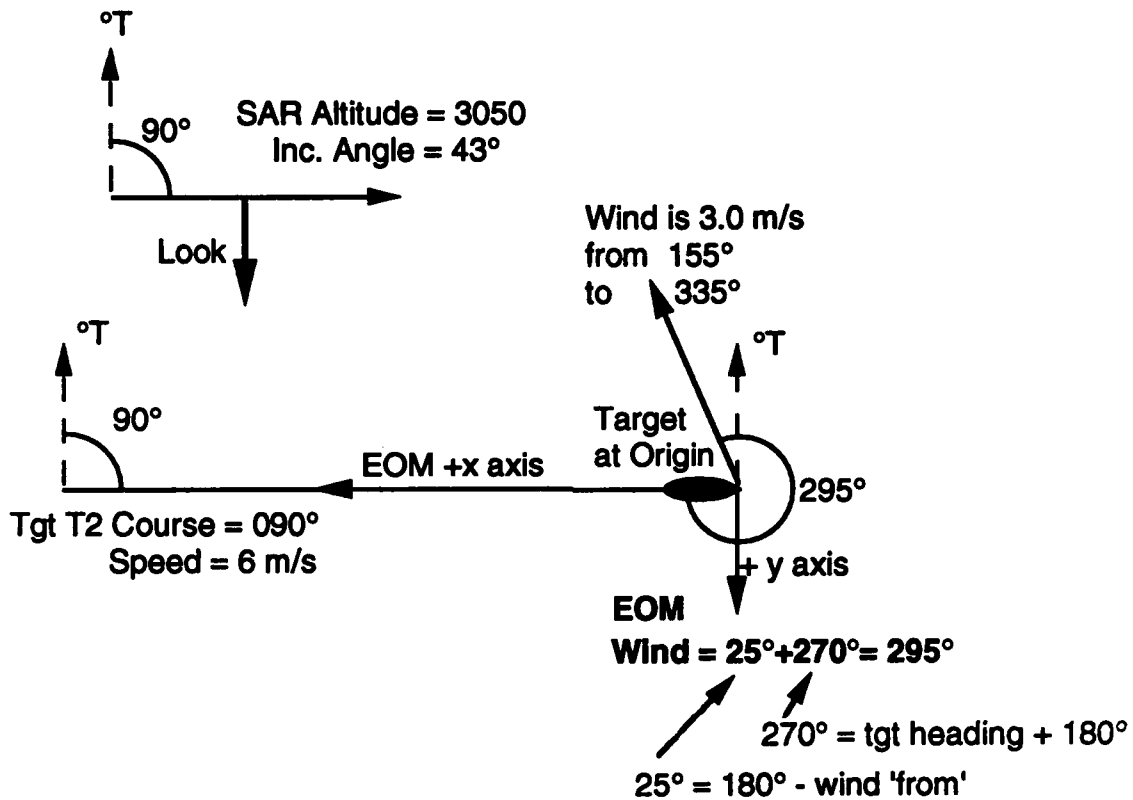 °T
90°
SAR Altitude = 3050
Inc. Angle = 43°
Look
Wind is 3.0 m/s
from 155°
to 335°
°T
°T
90°
Target
at Origin
EOM +x axis
295°
Tgt T2 Course = 090°
Speed = 6 m/s
+ y axis
EOM
Wind = 25°+270°= 295°
270° = tgt heading + 180°
25° = 180° - wind 'from'